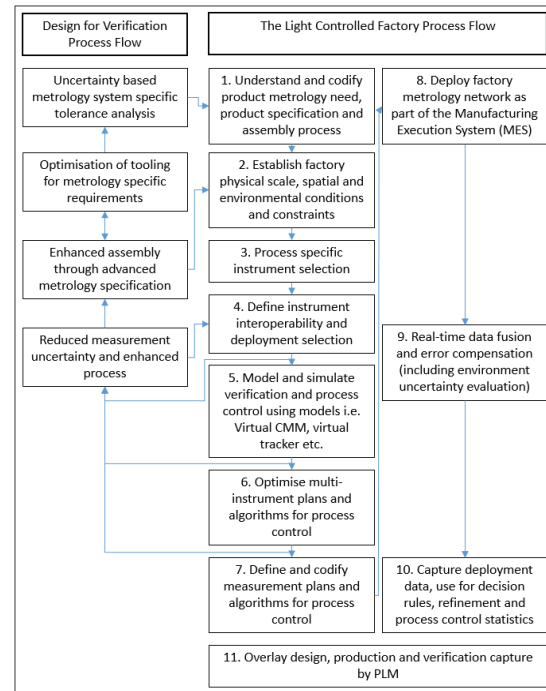 Design for Verification
Process Flow
The Light Controlled Factory Process Flow
Uncertainty based
metrology system specific
tolerance analysis
Optimisation of tooling
for metrology specific
requirements
Enhanced assembly
through advanced
metrology specification
Reduced measurement
uncertainty and enhanced
process
1. Understand and codify
product metrology need,
product specification and
assembly process
2. Establish factory
physical scale, spatial and
environmental conditions
and constraints
3. Process specific
instrument selection
4. Define instrument
interoperability and
deployment selection
5. Model and simulate
verification and process
control using models i.e.
Virtual CMM, virtual
tracker etc.
6. Optimise multi-
instrument plans and
algorithms for process
control
7. Define and codify
measurement plans and
algorithms for process
control
8. Deploy factory
metrology network as
part of the Manufacturing
Execution System (MES)
9. Real-time data fusion
and error compensation
(including environment
uncertainty evaluation)
10. Capture deployment
data, use for decision
rules, refinement and
process control statistics
11. Overlay design, production and verification capture
by PLM